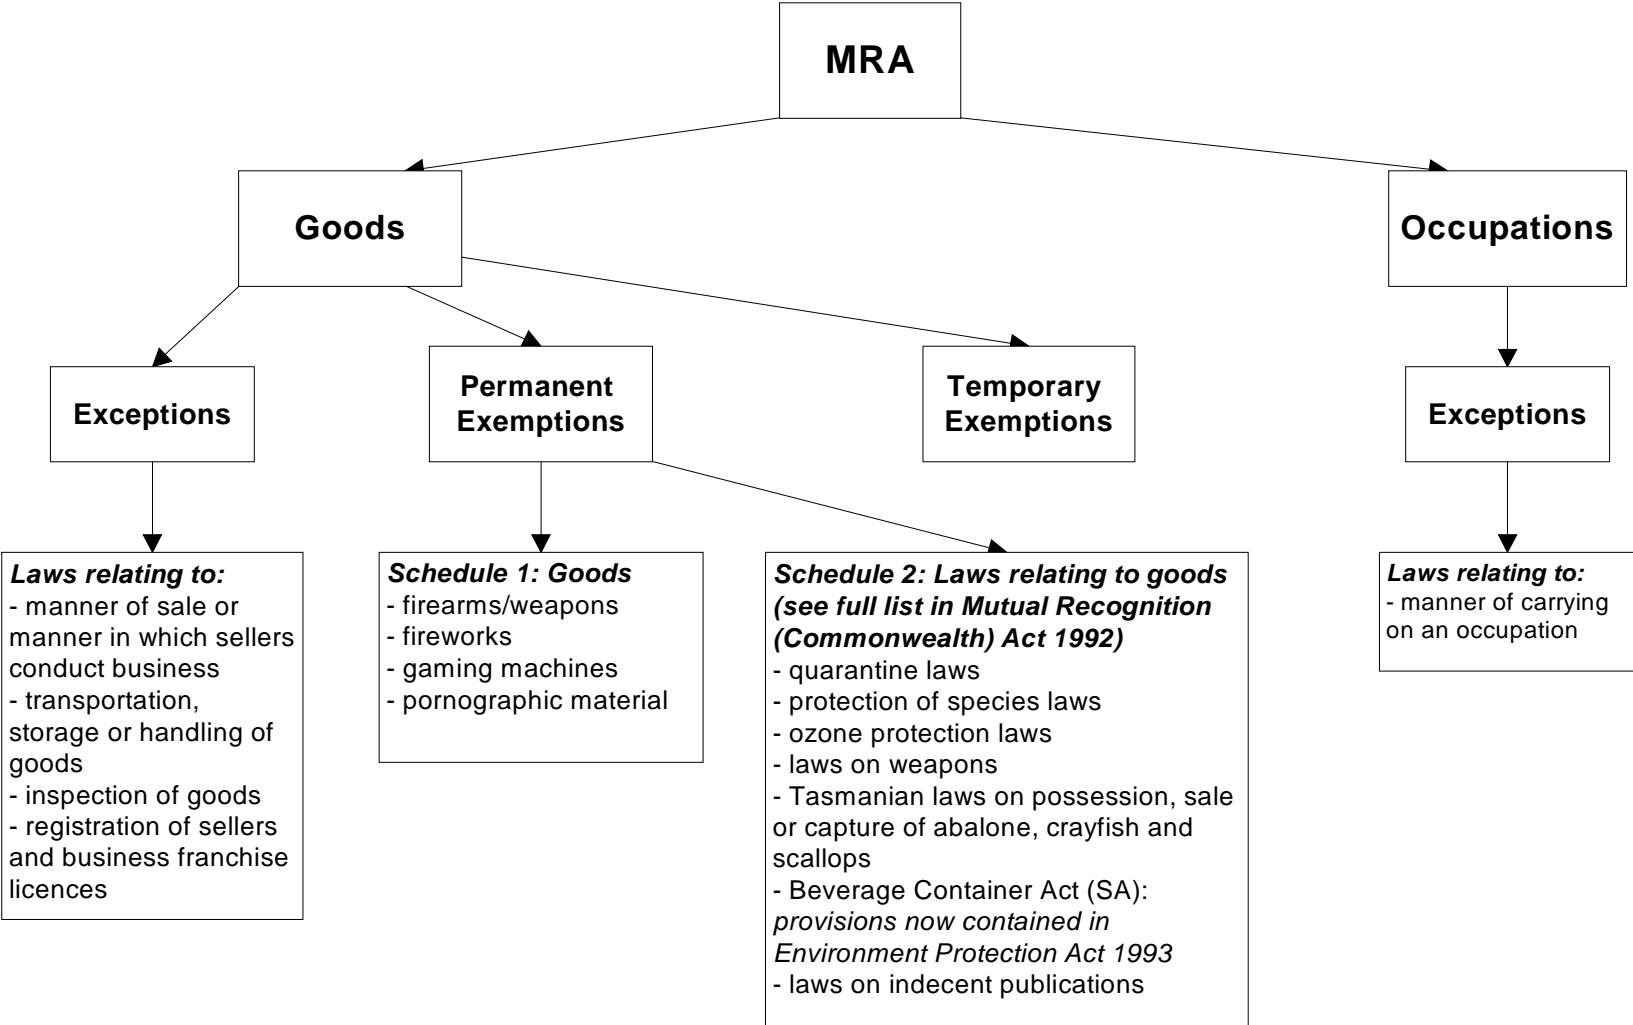 MRA
Goods
Occupations
Exceptions
Permanent
Exemptions
Temporary
Exemptions
Exceptions
Laws relating to:
- manner of sale or
manner in which sellers
conduct business
- transportation,
storage or handling of
goods
- inspection of goods
- registration of sellers
and business franchise
licences
Schedule 1: Goods
- firearms/weapons
- fireworks
- gaming machines
- pornographic material
Schedule 2: Laws relating to goods
(see full list in Mutual Recognition
(Commonwealth) Act 1992)
- quarantine laws
- protection of species laws
- ozone protection laws
- laws on weapons
- Tasmanian laws on possession, sale
or capture of abalone, crayfish and
scallops
- Beverage Container Act (SA):
provisions now contained in
Environment Protection Act 1993
- laws on indecent publications
Laws relating to:
- manner of carrying
on an occupation